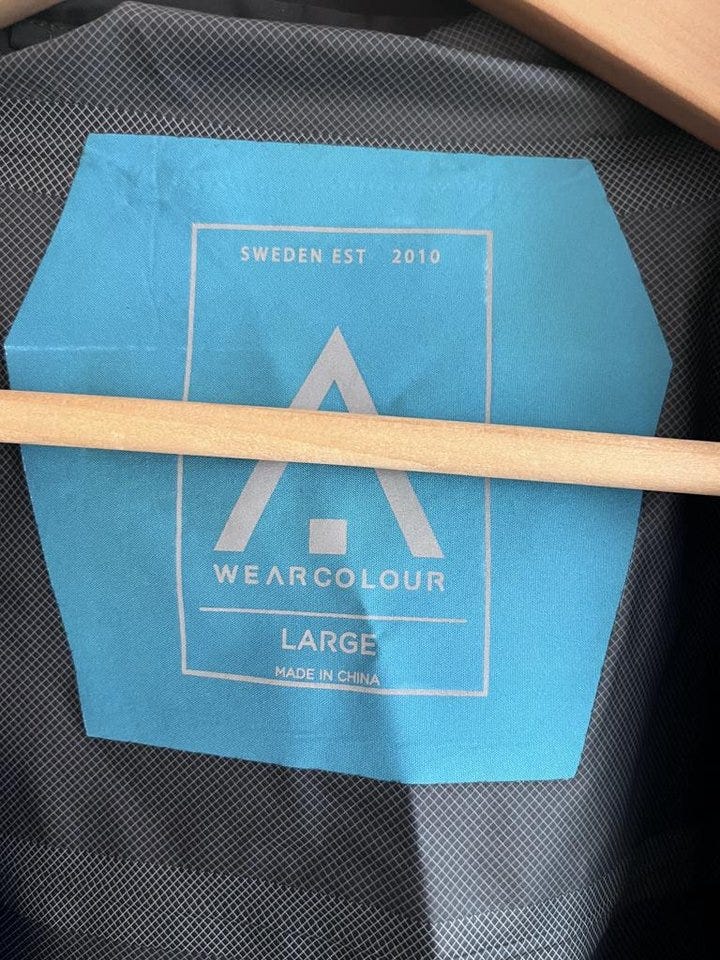 SWEDEN EST 2010
WEARCOLOUR
LARGE
MADE IN CHINA